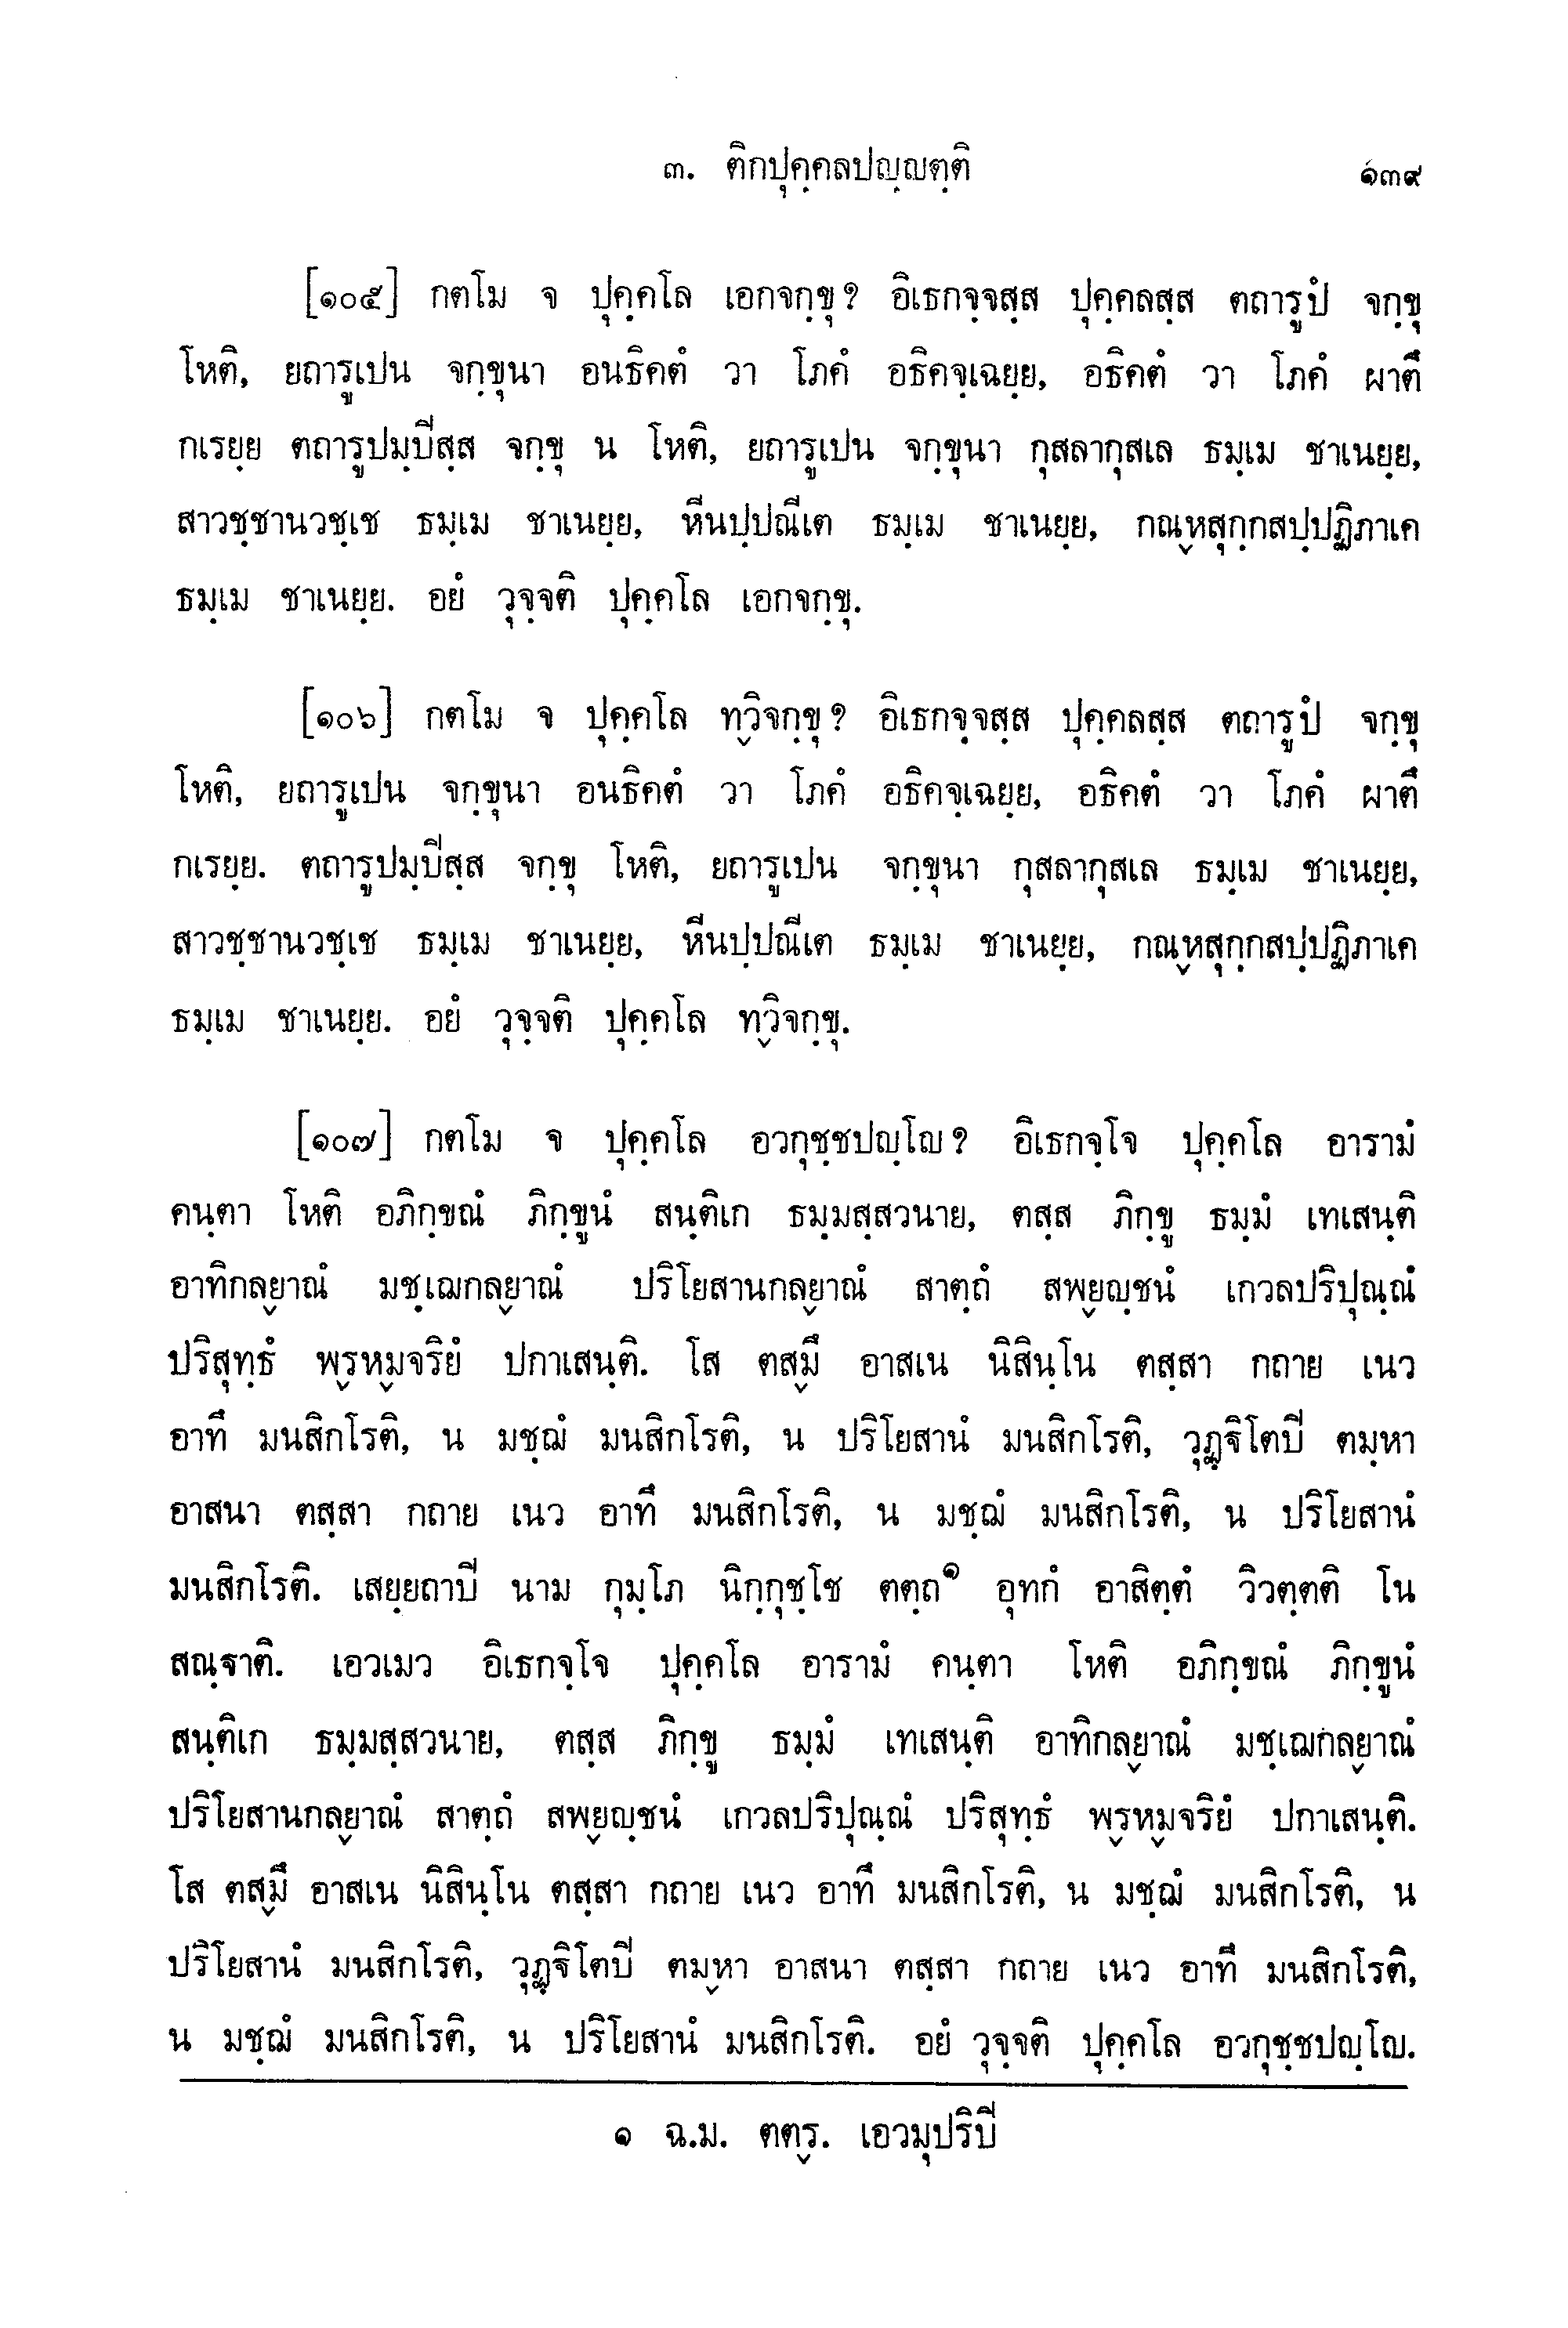 ๓. ติกปุคฺคลปญฺญตฺติ ๑๓๙
[๑๐๕] กตโม จ ปุคฺคโล เอกจกฺขุ? อิเธกจฺจสฺส ปุคฺคลสฺส ตถารูปํ จกฺขุ
โหติ, ยถารูเปน จกฺขุนา อนธิคตํ วา โภคํ อธิคจฺเฉยฺย, อธิคตํ วา โภคํ ผาตึ
กเรยฺย ตถารูปมฺปิสฺส จกฺขุ น โหติ, ยถารูเปน จกฺขุนา กุสลากุสเล ธมฺเม ชาเนยฺย,
สาวชฺชานวชฺเช ธมฺเม ชาเนยฺย, หีนปฺปณีเต ธมฺเม ชาเนยฺย, กณฺหสุกฺกสปฺปฏิภาเค
ธมฺเม ชาเนยฺย. อยํ วุจฺจติ ปุคฺคโล เอกจกฺขุ.
[๑๐๖] กตโม จ ปุคฺคโล ทฺวิจกฺขุ? อิเธกจฺจสฺส ปุคฺคลสฺส ตถารูปํ จกฺขุ
โหติ, ยถารูเปน จกฺขุนา อนธิคตํ วา โภคํ อธิคจฺเฉยฺย, อธิคตํ วา โภคํ ผาตึ
กเรยฺย. ตถารูปมฺปิสฺส จกฺขุ โหติ, ยถารูเปน จกฺขุนา กุสลากุสเล ธมฺเม ชาเนยฺย,
สาวชฺชานวชฺเช ธมฺเม ชาเนยฺย, หีนปฺปณีเต ธมฺเม ชาเนยฺย, กณฺหสุกฺกสปฺปฏิภาเค
ธมฺเม ชาเนยฺย. อยํ วุจฺจติ ปุคฺคโล ทฺวิจกฺขุ.
[๑๐๗] กตโม จ ปุคฺคโล อวกุชฺชปญฺโญ? อิเธกจฺโจ ปุคฺคโล อารามํ
คนฺตา โหติ อภิกฺขณํ ภิกฺขูนํ สนฺติเก ธมฺมสฺสวนาย, ตสฺส ภิกฺขู ธมฺมํ เทเสนฺติ
อาทิกลฺยาณํ มชฺเฌกลฺยาณํ ปริโยสานกลฺยาณํ สาตฺถํ สพฺยญฺชนํ เกวลปริปุณฺณํ
ปริสุทฺธํ พฺรหฺมจริยํ ปกาเสนฺติ. โส ตสฺมึ อาสเน นิสินฺโน ตสฺสา กถาย เนว
อาทึ มนสิกโรติ, น มชฺฌํ มนสิกโรติ, น ปริโยสานํ มนสิกโรติ, วุฏฺฐิโตปิ ตมฺหา
อาสนา ตสฺสา กถาย เนว อาทึ มนสิกโรติ, น มชฺฌํ มนสิกโรติ, น ปริโยสานํ
มนสิกโรติ. เสยฺยถาปิ นาม กุมฺโภ นิกฺกุชฺโช ตตฺถ๑ อุทกํ อาสิตฺตํ วิวตฺตติ โน
สณฺฐาติ. เอวเมว อิเธกจฺโจ ปุคฺคโล อารามํ คนฺตา โหติ อภิกฺขณํ ภิกฺขูนํ
สนฺติเก ธมฺมสฺสวนาย, ตสฺส ภิกฺขู ธมฺมํ เทเสนฺติ อาทิกลฺยาณํ มชฺเฌกลฺยาณํ
ปริโยสานกลฺยาณํ สาตฺถํ สพฺยญฺชนํ เกวลปริปุณฺณํ ปริสุทฺธํ พฺรหฺมจริยํ ปกาเสนฺติ.
โส ตสฺมึ อาสเน นิสินฺโน ตสฺสา กถาย เนว อาทึ มนสิกโรติ, น มชฺฌํ มนสิกโรติ, น
ปริโยสานํ มนสิกโรติ, วุฏฺฐิโตปิ ตมฺหา อาสนา ตสฺสา กถาย เนว อาทึ มนสิกโรติ,
น มชฺฌํ มนสิกโรติ, น ปริโยสานํ มนสิกโรติ. อยํ วุจฺจติ ปุคฺคโล อวกุชฺชปญฺโญ.
๑ ฉ.ม. ตตฺร. เอวมุปริปิ